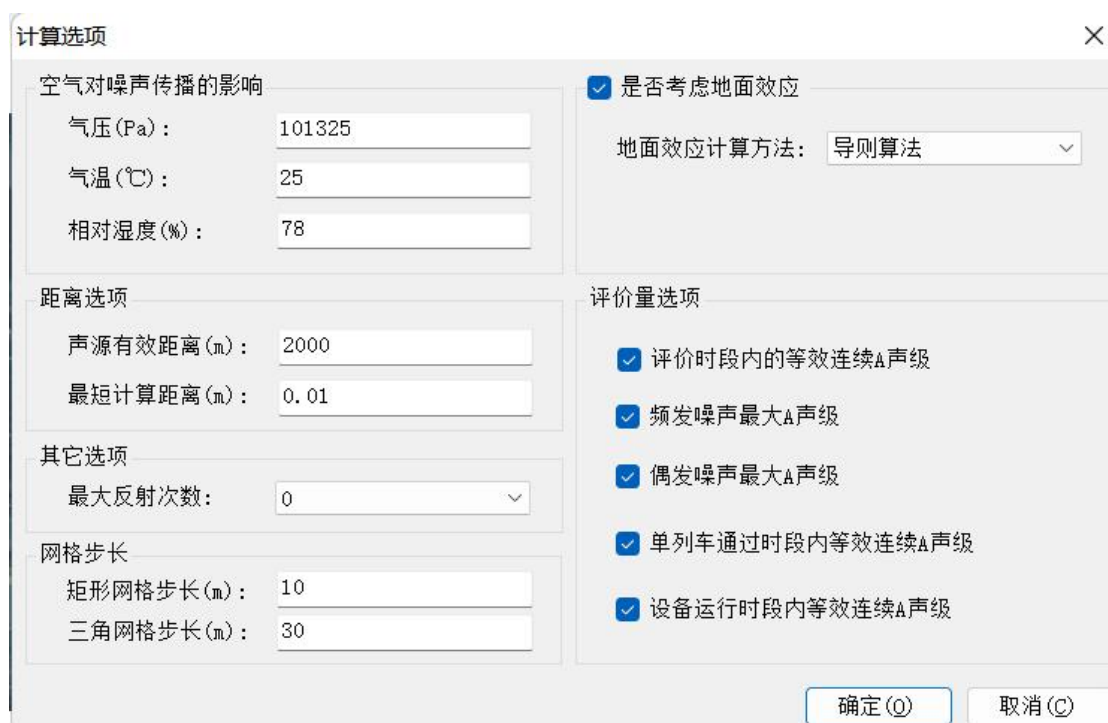 计算选项
空气对噪声传播的影响
气压(Pa): 101325
气温(℃): 25
相对湿度(%): 78
是否考虑地面效应
地面效应计算方法: 导则算法
距离选项
声源有效距离(m): 2000
最短计算距离(m): 0.01
其它选项
最大反射次数: 0
网格步长
矩形网格步长(m): 10
三角网格步长(m): 30
评价量选项
评价时段内的等效连续A声级
频发噪声最大A声级
偶发噪声最大A声级
单列车通过时段内等效连续A声级
设备运行时段内等效连续A声级
确定(O)
取消(C)